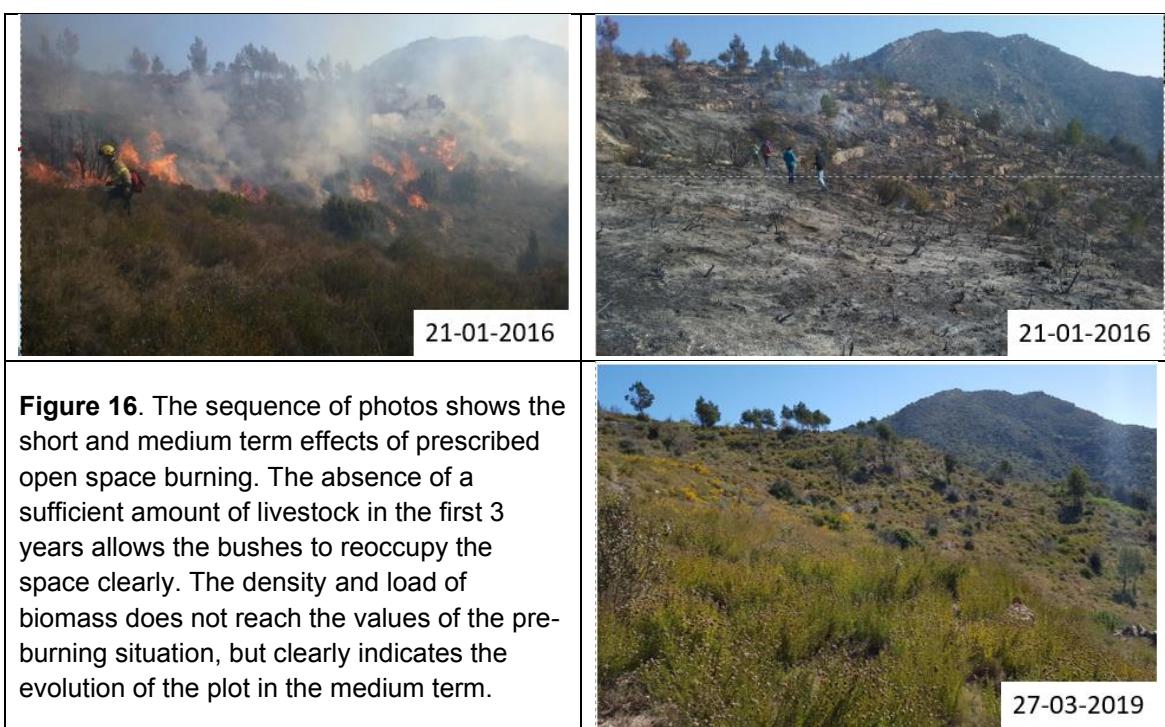 21-01-2016
21-01-2016
Figure 16. The sequence of photos shows the
short and medium term effects of prescribed
open space burning. The absence of a
sufficient amount of livestock in the first 3
years allows the bushes to reoccupy the
space clearly. The density and load of
biomass does not reach the values of the pre-
burning situation, but clearly indicates the
evolution of the plot in the medium term.
27-03-2019